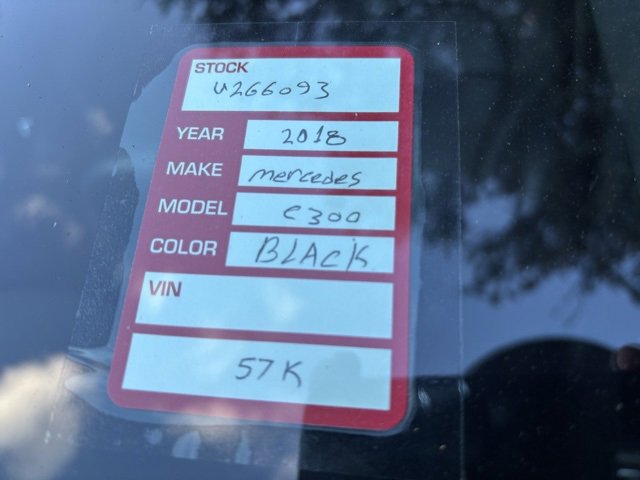 STOCK
U266093
YEAR 2018
MAKE mercedes
MODEL C300
COLOR BLACK
VIN
57K